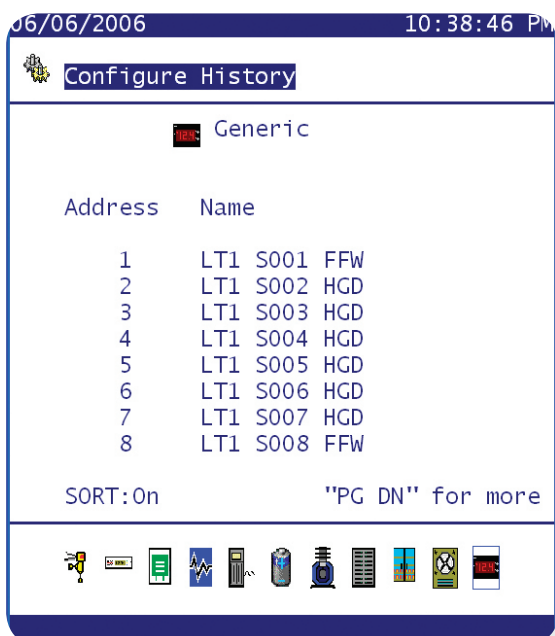 06/06/2006 10:38:46 PM
Configure History
Generic
Address Name
1 LT1 S001 FFW
2 LT1 S002 HGD
3 LT1 S003 HGD
4 LT1 S004 HGD
5 LT1 S005 HGD
6 LT1 S006 HGD
7 LT1 S007 HGD
8 LT1 S008 FFW
SORT:On "PG DN" for more